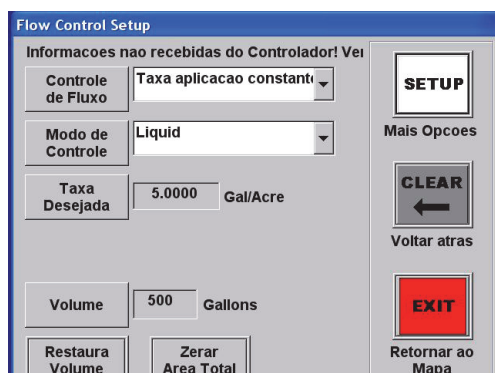 Flow Control Setup
Informacoes nao recebidas do Controlador! Ver
Controle
de Fluxo
Taxa aplicacao constante
SETUP
Mais Opcoes
Modo de
Controle
Liquid
CLEAR
Voltar atras
Taxa
Desejada
5.0000 Gal/Acre
Volume
500 Gallons
EXIT
Retornar ao
Mapa
Restaura
Volume
Zerar
Area Total